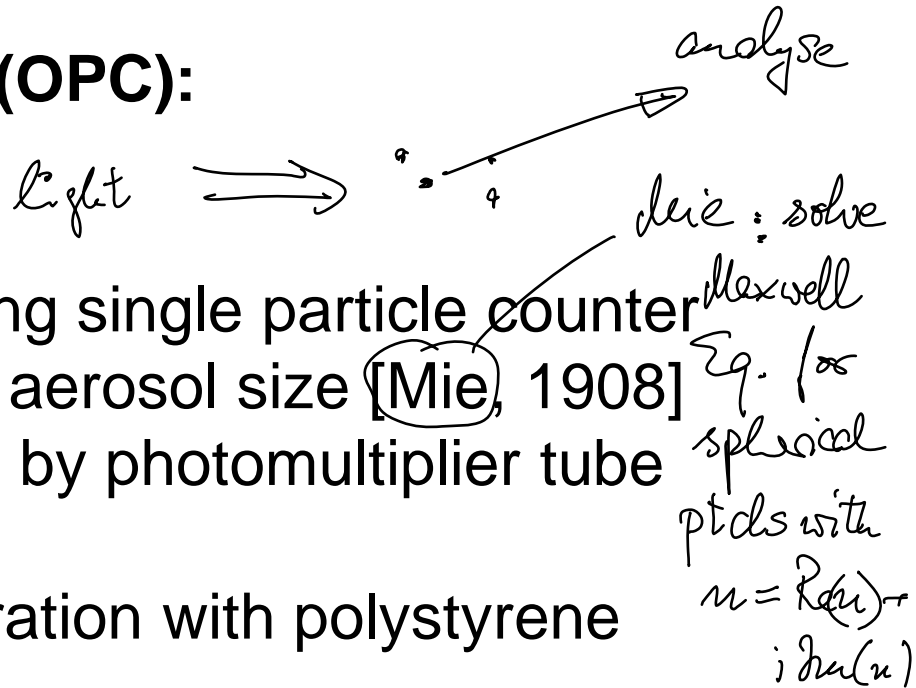 analyse
(OPC):
light
Mie: solve
Maxwell
Eq. for
spherical
ptcls with
n = Re(n) +
i Im(n)
ng single particle counter
aerosol size [Mie, 1908]
by photomultiplier tube
ration with polystyrene